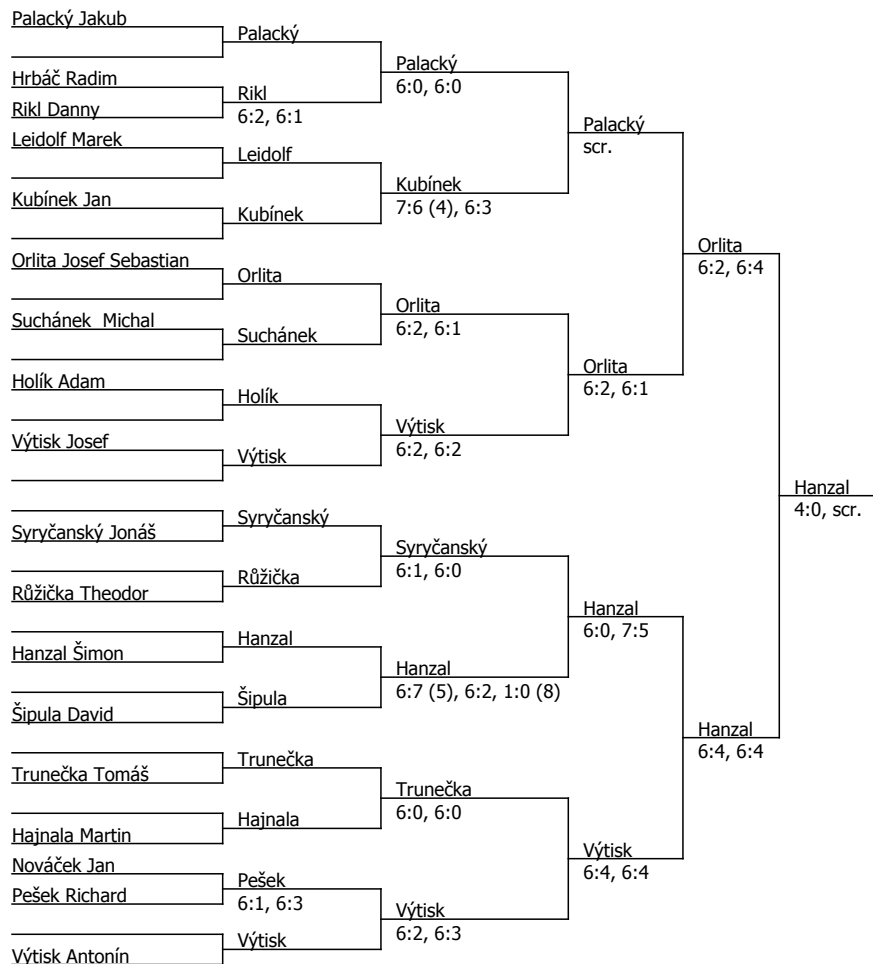 Palacký Jakub
Hrbáč Radim
Rikl Danny
Leidolf Marek
Kubínek Jan
Orlita Josef Sebastian
Suchánek  Michal
Holík Adam
Výtisk Josef
Syryčanský Jonáš
Růžička Theodor
Hanzal Šimon
Šipula David
Trunečka Tomáš
Hajnala Martin
Nováček Jan
Pešek Richard
Výtisk Antonín
Palacký
Rikl
6:2, 6:1
Leidolf
Kubínek
Orlita
Suchánek
Holík
Výtisk
Syryčanský
Růžička
Hanzal
Šipula
Trunečka
Hajnala
Pešek
6:1, 6:3
Výtisk
Palacký
6:0, 6:0
Kubínek
7:6 (4), 6:3
Orlita
6:2, 6:1
Výtisk
6:2, 6:2
Syryčanský
6:1, 6:0
Hanzal
6:7 (5), 6:2, 1:0 (8)
Trunečka
6:0, 6:0
Výtisk
6:2, 6:3
Palacký
scr.
Orlita
6:2, 6:1
Hanzal
6:0, 7:5
Výtisk
6:4, 6:4
Orlita
6:2, 6:4
Hanzal
6:4, 6:4
Hanzal
4:0, scr.